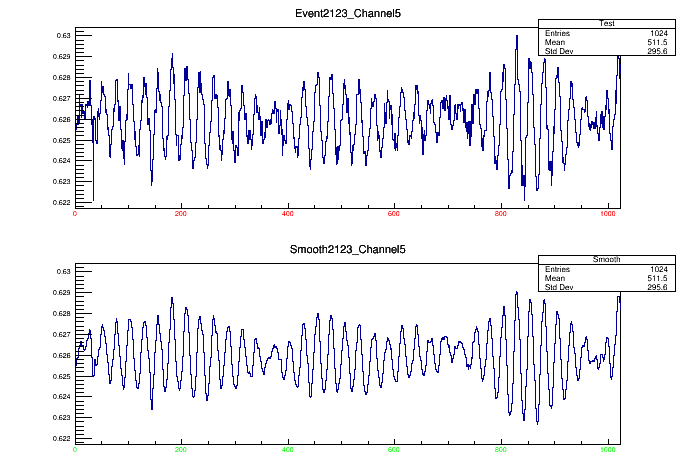 Event2123_Channel5
Test
Entries 1024
Mean 511.5
Std Dev 295.6
0.63
0.629
0.628
0.627
0.626
0.625
0.624
0.623
0.622
0 200 400 600 800 1000
Smooth2123_Channel5
Smooth
Entries 1024
Mean 511.5
Std Dev 295.6
0.63
0.629
0.628
0.627
0.626
0.625
0.624
0.623
0.622
0 200 400 600 800 1000